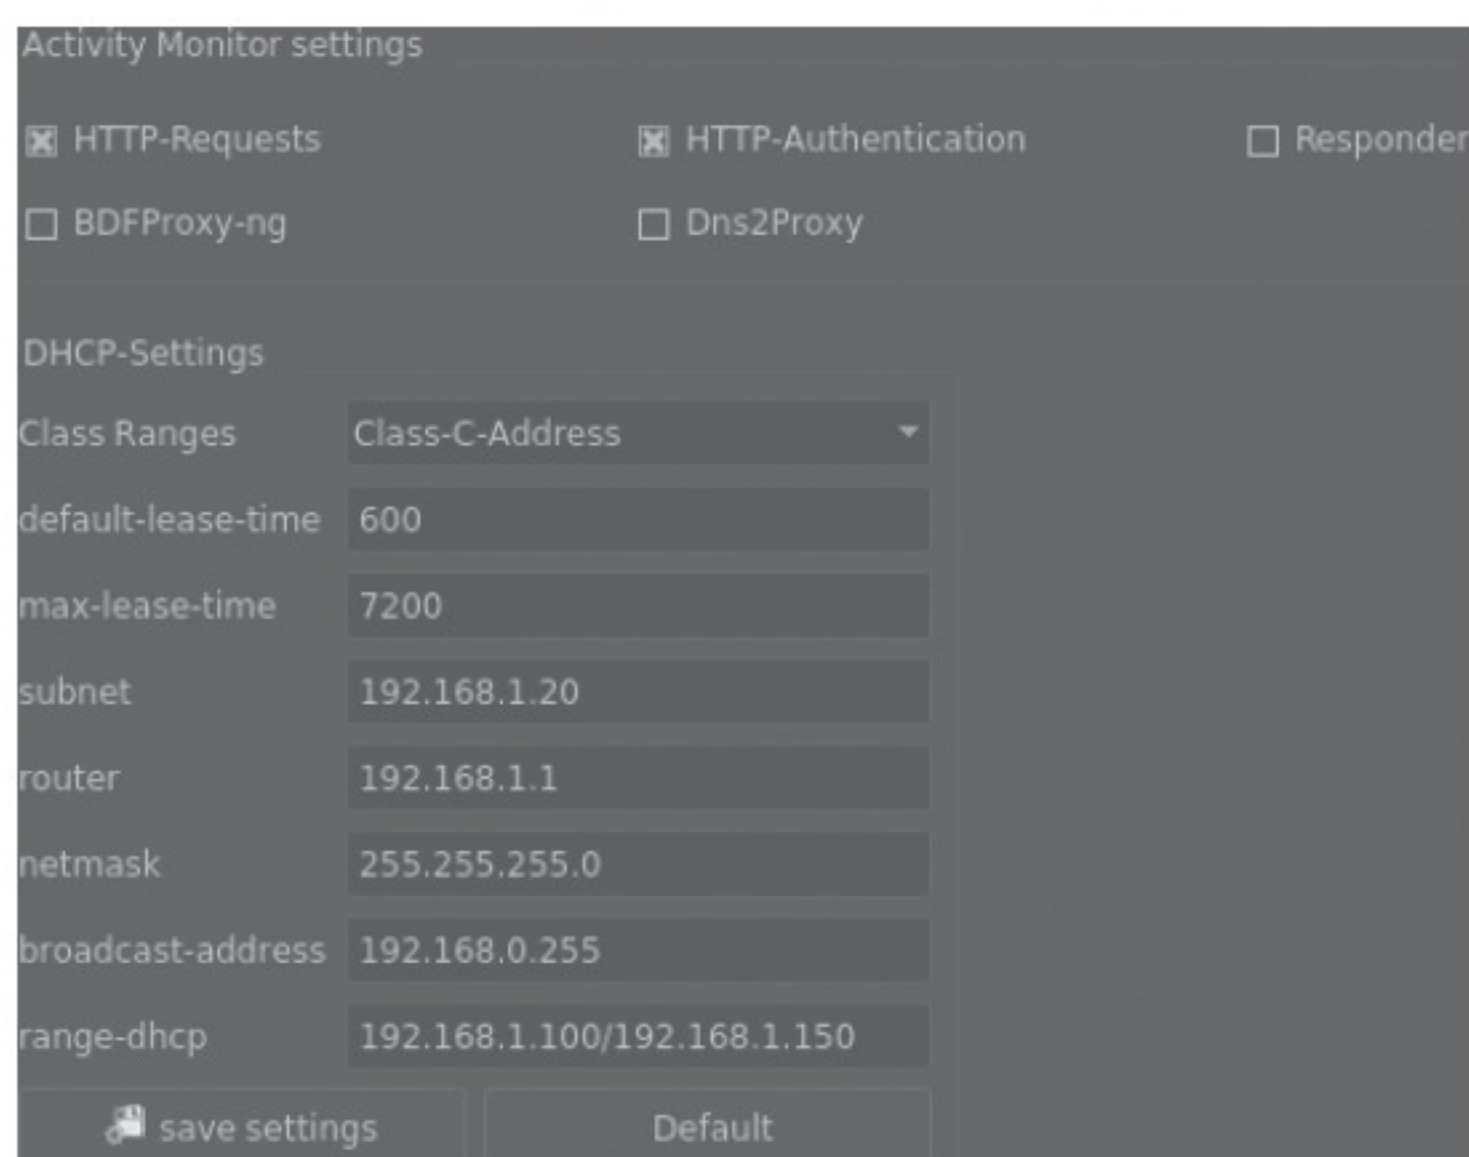 Activity Monitor settings
HTTP-Requests HTTP-Authentication Responder
BDFProxy-ng Dns2Proxy
DHCP-Settings
Class Ranges Class-C-Address
default-lease-time 600
max-lease-time 7200
subnet 192.168.1.20
router 192.168.1.1
netmask 255.255.255.0
broadcast-address 192.168.0.255
range-dhcp 192.168.1.100/192.168.1.150
save settings Default